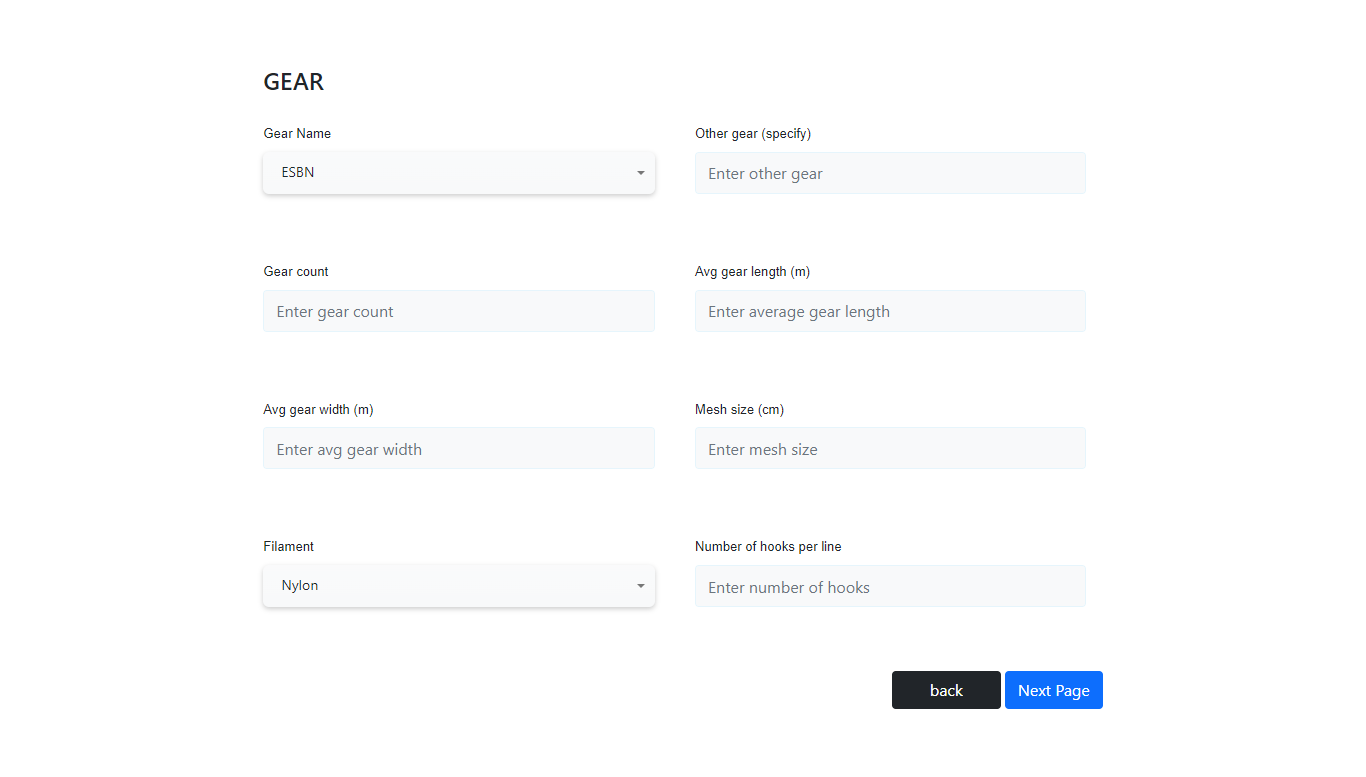 GEAR
Gear Name
ESBN
Other gear (specify)
Enter other gear
Gear count
Enter gear count
Avg gear length (m)
Enter average gear length
Avg gear width (m)
Enter avg gear width
Mesh size (cm)
Enter mesh size
Filament
Nylon
Number of hooks per line
Enter number of hooks
back
Next Page